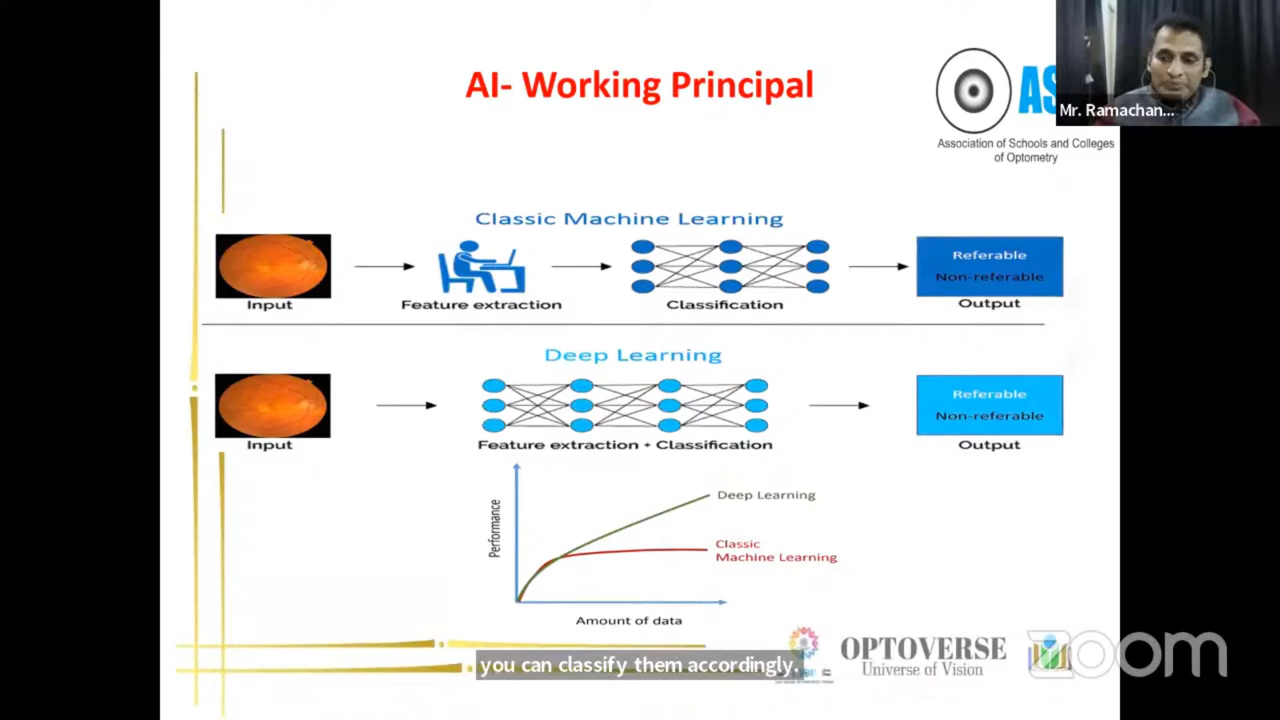 AI- Working Principal
AS
Mr. Ramachan...
Association of Schools and Colleges
of Optometry
Classic Machine Learning
Input
Feature extraction
Classification
Referable
Non-referable
Output
Deep Learning
Input
Feature extraction + Classification
Referable
Non-referable
Output
Performance
Deep Learning
Classic
Machine Learning
Amount of data
OPTOVERSE
Universe of Vision
zoom
you can classify them accordingly.